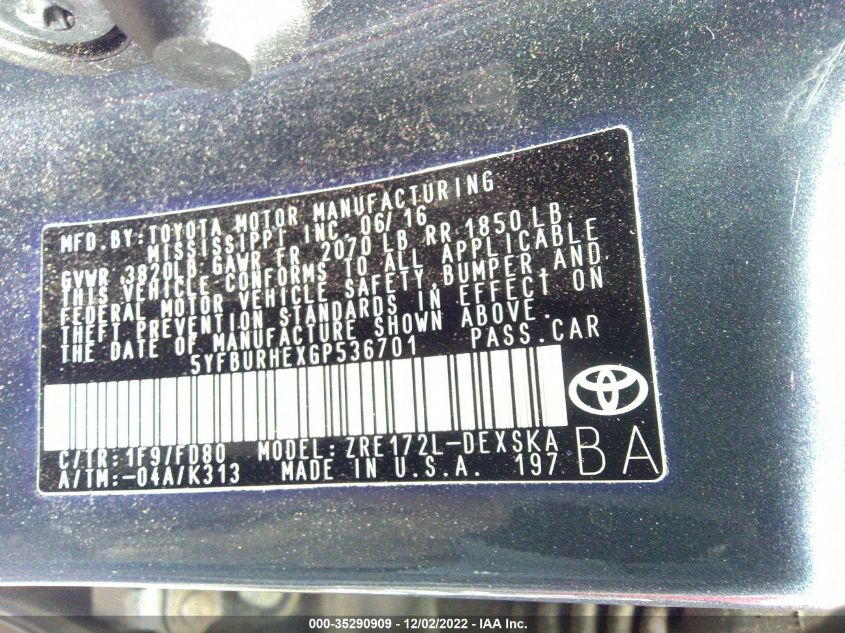 MFD. BY: TOYOTA MOTOR MANUFACTURING
MISSISSIPPI INC. 06/16
GVWR 3820LB GAWR FR 2070 LB RR 1850 LB
THIS VEHICLE CONFORMS TO ALL APPLICABLE
FEDERAL MOTOR VEHICLE SAFETY, BUMPER, AND
THEFT PREVENTION STANDARDS IN EFFECT ON
THE DATE OF MANUFACTURE SHOWN ABOVE.
5YFBURHEXGP536701 PASS. CAR
C/TR: 1F9/FD80 MODEL: ZRE172L-DEXSKA
A/TM: -04A/K313 MADE IN U.S.A. 197
BA
000-35290909 - 12/02/2022 - IAA Inc.